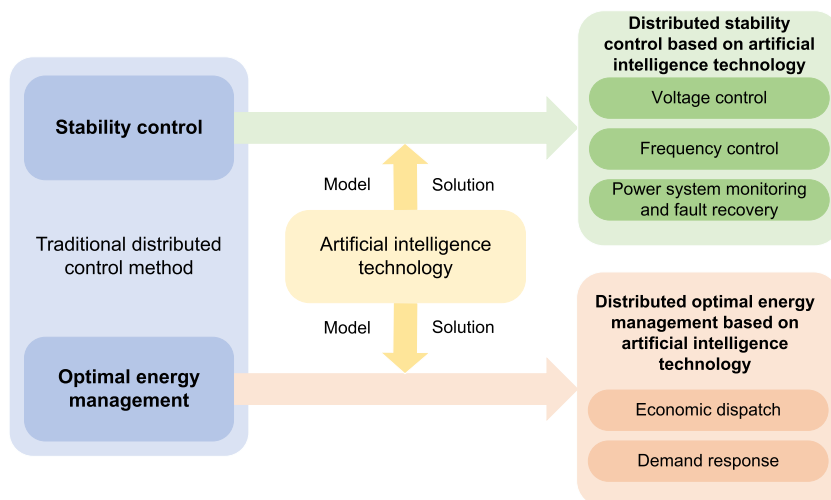 Stability control
Traditional distributed
control method
Optimal energy
management
Model
Solution
Artificial intelligence
technology
Model
Solution
Distributed stability
control based on artificial
intelligence technology
Voltage control
Frequency control
Power system monitoring
and fault recovery
Distributed optimal energy
management based on
artificial intelligence
technology
Economic dispatch
Demand response